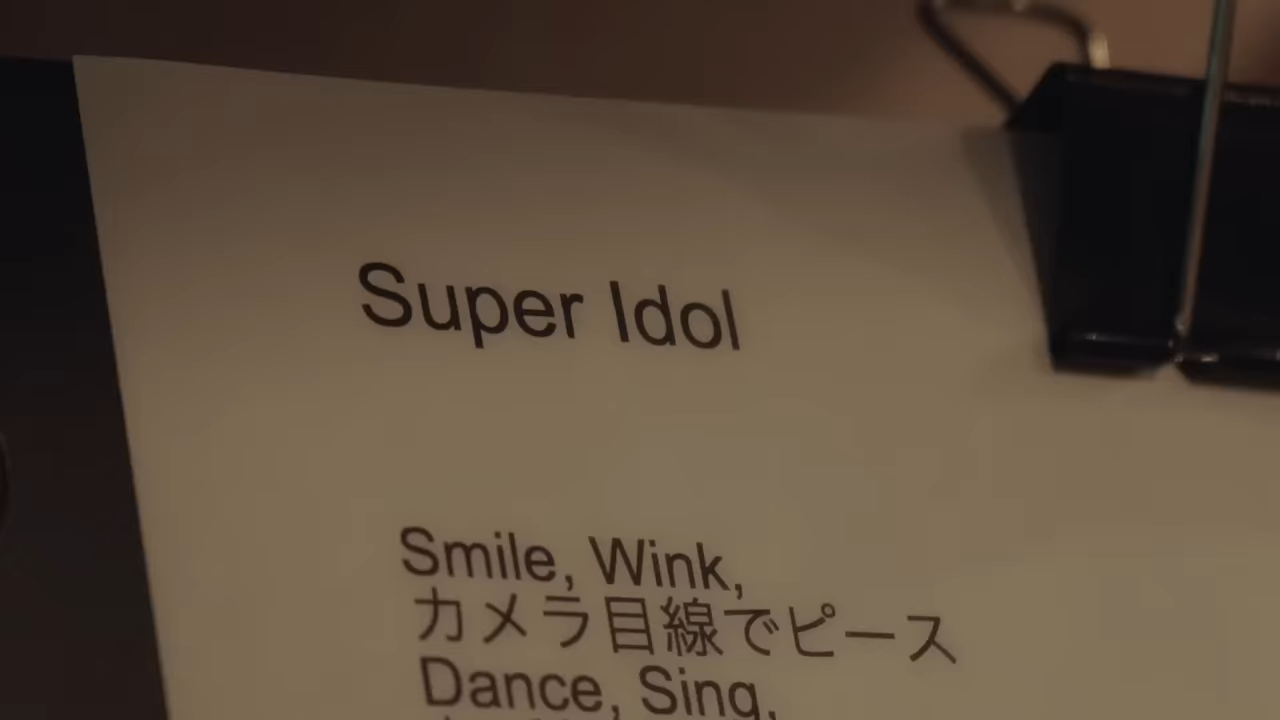 Super Idol
Smile, Wink,
カメラ目線でピース
Dance, Sing,